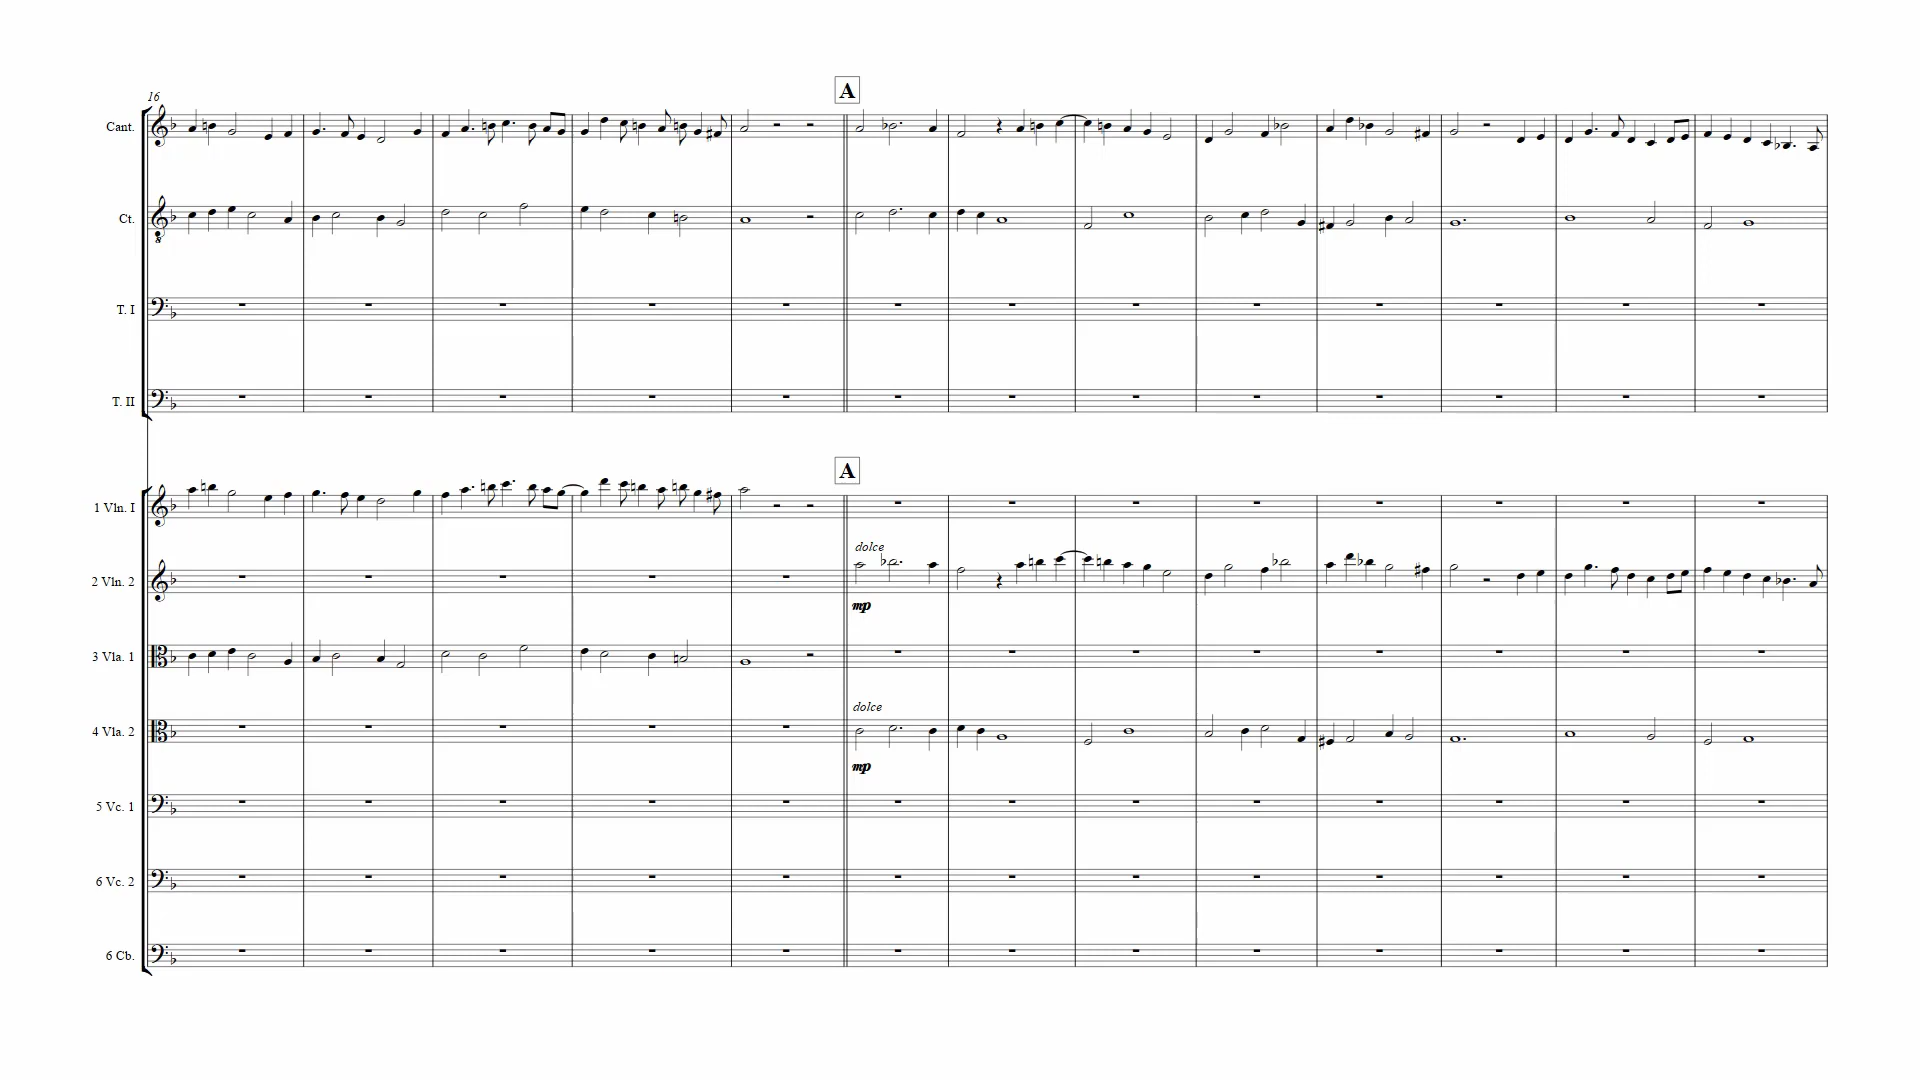 A
16
Cant.
Ct.
T. I
T. II
A
1 Vln. I
dolce
2 Vln. 2
mp
3 Vla. 1
dolce
4 Vla. 2
mp
5 Vc. 1
6 Vc. 2
6 Cb.